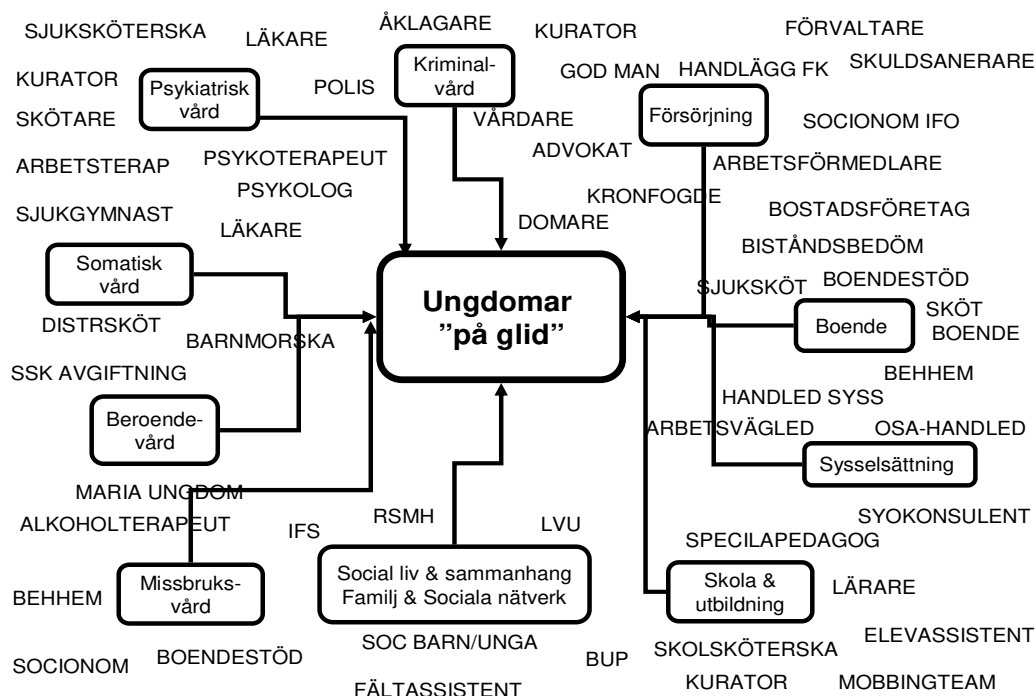 SJUKSKÖTERSKA
LÄKARE
ÅKLAGARE
KURATOR
FÖRVALTARE
KURATOR
Psykiatrisk
vård
POLIS
Kriminal-
vård
GOD MAN
HANDLÄGG FK
SKULDSANERARE
SKÖTARE
VÅRDARE
Försörjning
SOCIONOM IFO
ARBETSTERAP
PSYKOTERAPEUT
ADVOKAT
ARBETSFÖRMEDLARE
PSYKOLOG
KRONFOGDE
SJUKGYMNAST
LÄKARE
DOMARE
BOSTADSFÖRETAG
BISTÅNDSBEDÖM
Somatisk
vård
Ungdomar
”på glid”
SJUKSKÖT
BOENDESTÖD
DISTRSKÖT
BARNMORSKA
Boende
SKÖT
BOENDE
SSK AVGIFTNING
BEHHEM
Beroende-
vård
HANDLED SYSS
ARBETSVÄGLED
OSA-HANDLED
Sysselsättning
MARIA UNGDOM
ALKOHOLTERAPEUT
IFS
RSMH
LVU
SYOKONSULENT
SPECILAPEDAGOG
BEHHEM
Missbruks-
vård
Social liv & sammanhang
Familj & Sociala nätverk
Skola &
utbildning
LÄRARE
SOCIONOM
BOENDESTÖD
SOC BARN/UNGA
BUP
SKOLSKÖTERSKA
ELEVASSISTENT
FÄLTASSISTENT
KURATOR
MOBBINGTEAM